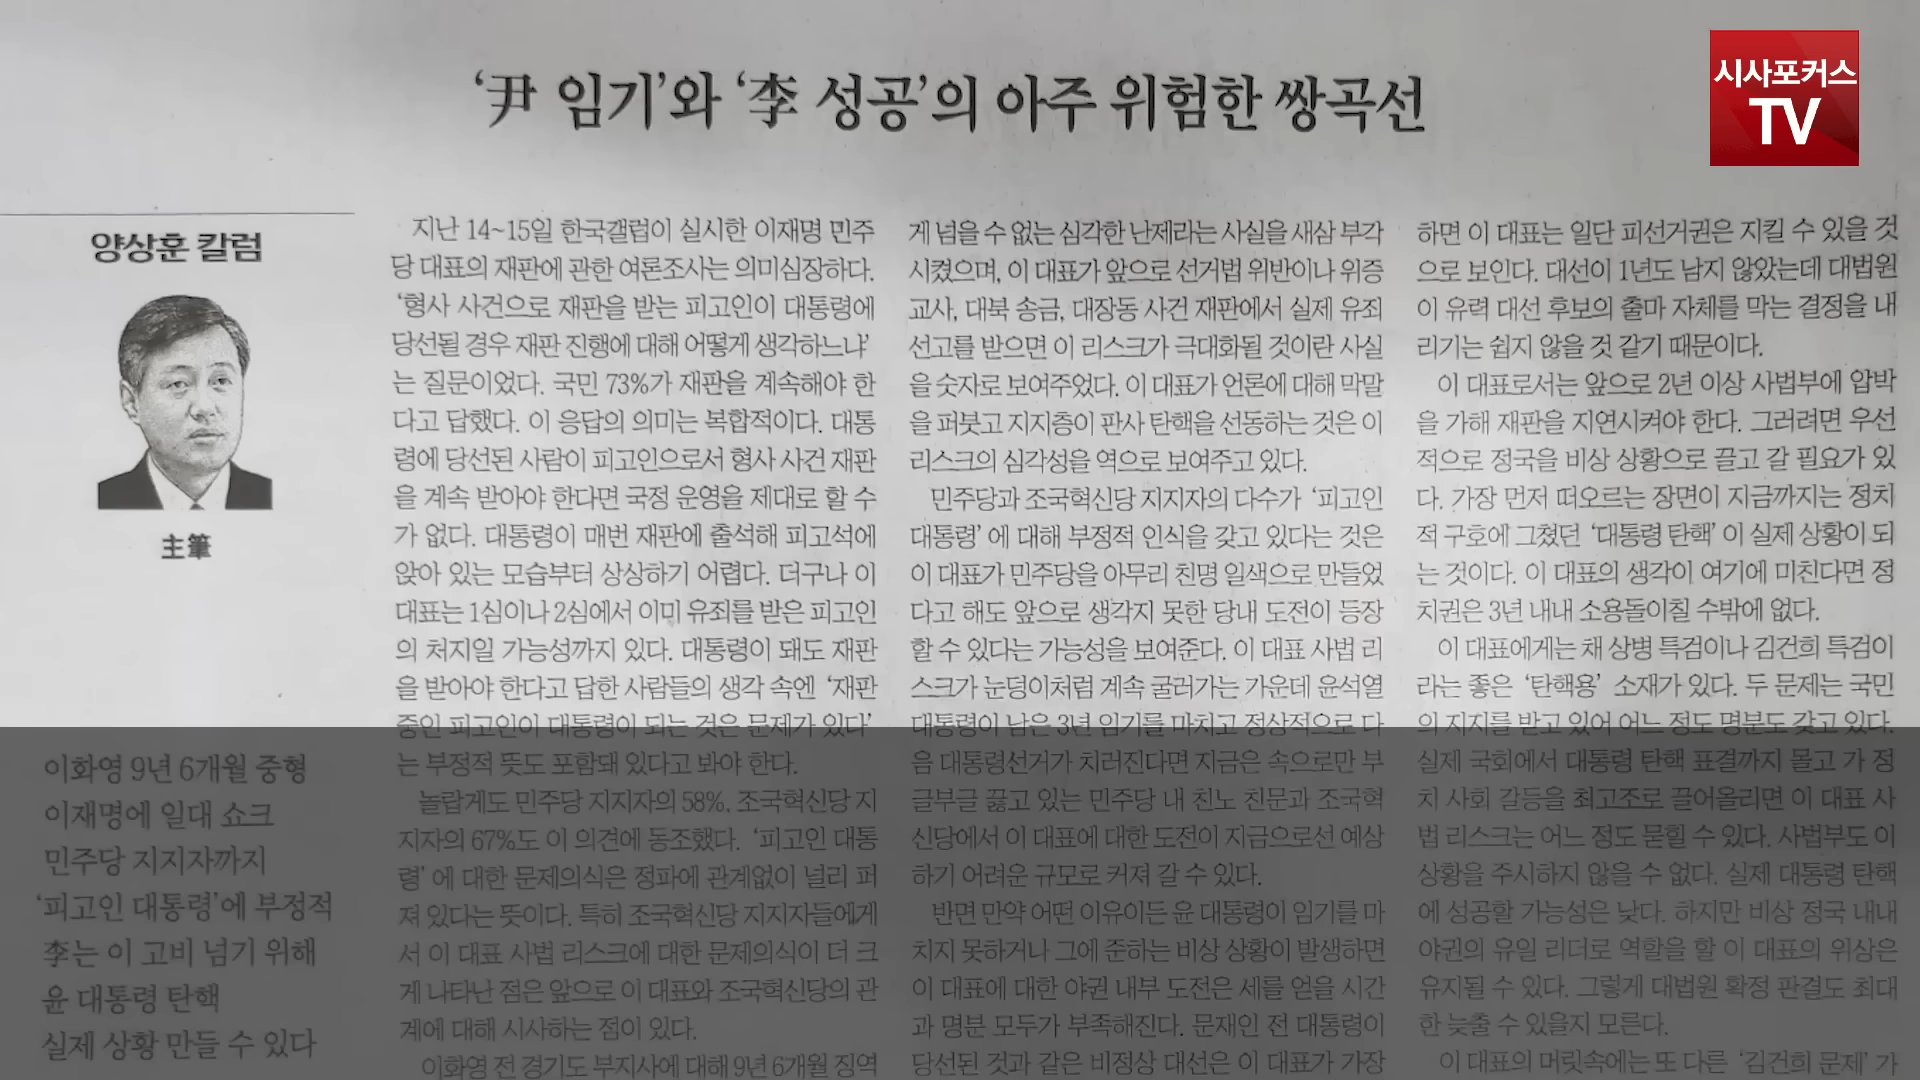 ‘尹 임기’와 ‘李 성공’의 아주 위험한 쌍곡선
시사포커스
TV
양상훈 칼럼
主筆
이화영 9년 6개월 중형
이재명에 일대 쇼크
민주당 지지자까지
‘피고인 대통령’에 부정적
李는 이 고비 넘기 위해
윤 대통령 탄핵
실제 상황 만들 수 있다
지난 14~15일 한국갤럽이 실시한 이재명 민주
당 대표의 재판에 관한 여론조사는 의미심장하다.
‘형사 사건으로 재판을 받는 피고인이 대통령에
당선될 경우 재판 진행에 대해 어떻게 생각하느냐’
는 질문이었다. 국민 73%가 재판을 계속해야 한
다고 답했다. 이 응답의 의미는 복합적이다. 대통
령에 당선된 사람이 피고인으로서 형사 사건 재판
을 계속 받아야 한다면 국정 운영을 제대로 할 수
가 없다. 대통령이 매번 재판에 출석해 피고석에
앉아 있는 모습부터 상상하기 어렵다. 더구나 이
대표는 1심이나 2심에서 이미 유죄를 받은 피고인
의 처지일 가능성까지 있다. 대통령이 돼도 재판
을 받아야 한다고 답한 사람들의 생각 속엔 ‘재판
중인 피고인이 대통령이 되는 것은 문제가 있다’
는 부정적 뜻도 포함돼 있다고 봐야 한다.
놀랍게도 민주당 지지자의 58%, 조국혁신당 지
지자의 67%도 이 의견에 동조했다. ‘피고인 대통
령’에 대한 문제의식은 정파에 관계없이 널리 퍼
져 있다는 뜻이다. 특히 조국혁신당 지지자들에게
서 이 대표 사법 리스크에 대한 문제의식이 더 크
게 나타난 점은 앞으로 이 대표와 조국혁신당의 관
계에 대해 시사하는 점이 있다.
이화영 전 경기도 부지사에 대해 9년 6개월 징역
게 넘을 수 없는 심각한 난제라는 사실을 새삼 부각
시켰으며, 이 대표가 앞으로 선거법 위반이나 위증
교사, 대북 송금, 대장동 사건 재판에서 실제 유죄
선고를 받으면 이 리스크가 극대화될 것이란 사실
을 숫자로 보여주었다. 이 대표가 언론에 대해 막말
을 퍼붓고 지지층이 판사 탄핵을 선동하는 것은 이
리스크의 심각성을 역으로 보여주고 있다.
민주당과 조국혁신당 지지자의 다수가 ‘피고인
대통령’에 대해 부정적 인식을 갖고 있다는 것은
이 대표가 민주당을 아무리 친명 일색으로 만들었
다고 해도 앞으로 생각지 못한 당내 도전이 등장
할 수 있다는 가능성을 보여준다. 이 대표 사법 리
스크가 눈덩이처럼 계속 굴러가는 가운데 윤석열
대통령이 남은 3년 임기를 마치고 정상적으로 다
음 대통령선거가 치러진다면 지금은 속으로만 부
글부글 끓고 있는 민주당 내 친노 친문과 조국혁
신당에서 이 대표에 대한 도전이 지금으로선 예상
하기 어려운 규모로 커져 갈 수 있다.
반면 만약 어떤 이유이든 윤 대통령이 임기를 마
치지 못하거나 그에 준하는 비상 상황이 발생하면
이 대표에 대한 야권 내부 도전은 세를 얻을 시간
과 명분 모두가 부족해진다. 문재인 전 대통령이
당선된 것과 같은 비정상 대선은 이 대표가 가장
하면 이 대표는 일단 피선거권은 지킬 수 있을 것
으로 보인다. 대선이 1년도 남지 않았는데 대법원
이 유력 대선 후보의 출마 자체를 막는 결정을 내
리기는 쉽지 않을 것 같기 때문이다.
이 대표로서는 앞으로 2년 이상 사법부에 압박
을 가해 재판을 지연시켜야 한다. 그러려면 우선
적으로 정국을 비상 상황으로 끌고 갈 필요가 있
다. 가장 먼저 떠오르는 장면이 지금까지는 정치
적 구호에 그쳤던 ‘대통령 탄핵’이 실제 상황이 되
는 것이다. 이 대표의 생각이 여기에 미친다면 정
치권은 3년 내내 소용돌이칠 수밖에 없다.
이 대표에게는 채 상병 특검이나 김건희 특검이
라는 좋은 ‘탄핵용’ 소재가 있다. 두 문제는 국민
의 지지를 받고 있어 어느 정도 명분도 갖고 있다.
실제 국회에서 대통령 탄핵 표결까지 몰고 가 정
치 사회 갈등을 최고조로 끌어올리면 이 대표 사
법 리스크는 어느 정도 묻힐 수 있다. 사법부도 이
상황을 주시하지 않을 수 없다. 실제 대통령 탄핵
에 성공할 가능성은 낮다. 하지만 비상 정국 내내
야권의 유일 리더로 역할을 할 이 대표의 위상은
유지될 수 있다. 그렇게 대법원 확정 판결도 최대
한 늦출 수 있을지 모른다.
이 대표의 머릿속에는 또 다른 ‘김건희 문제’가